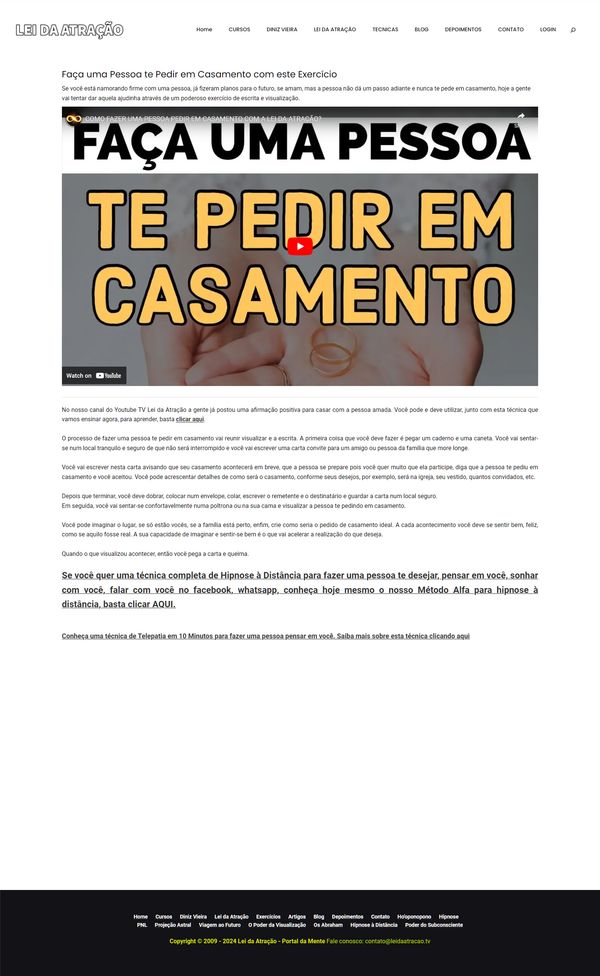 LEI DA ATRAÇÃO
Home CURSOS DINIZ VIEIRA LEI DA ATRAÇÃO TECNICAS BLOG DEPOIMENTOS CONTATO LOGIN
Faça uma Pessoa te Pedir em Casamento com este Exercício
Se você está namorando firme com uma pessoa, já fizeram planos para o futuro, se amam, mas a pessoa não dá um passo adiante e nunca te pede em casamento, hoje a gente
vai tentar dar aquela ajudinha através de um poderoso exercício de escrita e visualização.
COMO FAZER UMA PESSOA PEDIR EM CASAMENTO COM A LEI DA ATRAÇÃO?
FAÇA UMA PESSOA
TE PEDIR EM
CASAMENTO
Watch on YouTube
No nosso canal do Youtube TV Lei da Atração a gente já postou uma afirmação positiva para casar com a pessoa amada. Você pode e deve utilizar, junto com esta técnica que
vamos ensinar agora, para aprender, basta clicar aqui.
O processo de fazer uma pessoa te pedir em casamento vai reunir visualizar e a escrita. A primeira coisa que você deve fazer é pegar um caderno e uma caneta. Você vai sentar-
se num local tranquilo e seguro de que não será interrompido e você vai escrever uma carta convite para um amigo ou pessoa da família que more longe.
Você vai escrever nesta carta avisando que seu casamento acontecerá em breve, que a pessoa se prepare pois você quer muito que ela participe, diga que a pessoa te pediu em
casamento e você aceitou. Você pode acrescentar detalhes de como será o casamento, conforme seus desejos, por exemplo, será na igreja, seu vestido, quantos convidados, etc.
Depois que terminar, você deve dobrar, colocar num envelope, colar, escrever o remetente e o destinatário e guardar a carta num local seguro.
Em seguida, você vai sentar-se confortavelmente numa poltrona ou na sua cama e visualizar a pessoa te pedindo em casamento.
Você pode imaginar o lugar, se só estão vocês, se a família está perto, enfim, crie como seria o pedido de casamento ideal. A cada acontecimento você deve se sentir bem, feliz,
como se aquilo fosse real. A sua capacidade de imaginar e sentir-se bem é o que vai acelerar a realização do que deseja.
Quando o que visualizou acontecer, então você pega a carta e queima.
Se você quer uma técnica completa de Hipnose à Distância para fazer uma pessoa te desejar, pensar em você, sonhar
com você, falar com você no facebook, whatsapp, conheça hoje mesmo o nosso Método Alfa para hipnose à
distância, basta clicar AQUI.
Conheça uma técnica de Telepatia em 10 Minutos para fazer uma pessoa pensar em você. Saiba mais sobre esta técnica clicando aqui
Home Cursos Diniz Vieira Lei da Atração Exercícios Artigos Blog Depoimentos Contato Ho'oponopono Hipnose
PNL Projeção Astral Viagem ao Futuro O Poder da Visualização Os Abraham Hipnose à Distância Poder do Subconsciente
Copyright © 2009 - 2024 Lei da Atração - Portal da Mente Fale conosco: contato@leidaatracao.tv